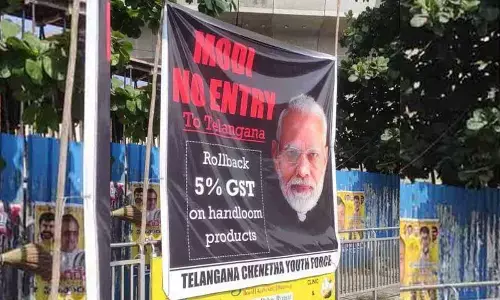 MODI
NO ENTRY
To Telangana
Rollback
5% GST
on handloom
products
TELANGANA CHENETHA YOUTH FORCE